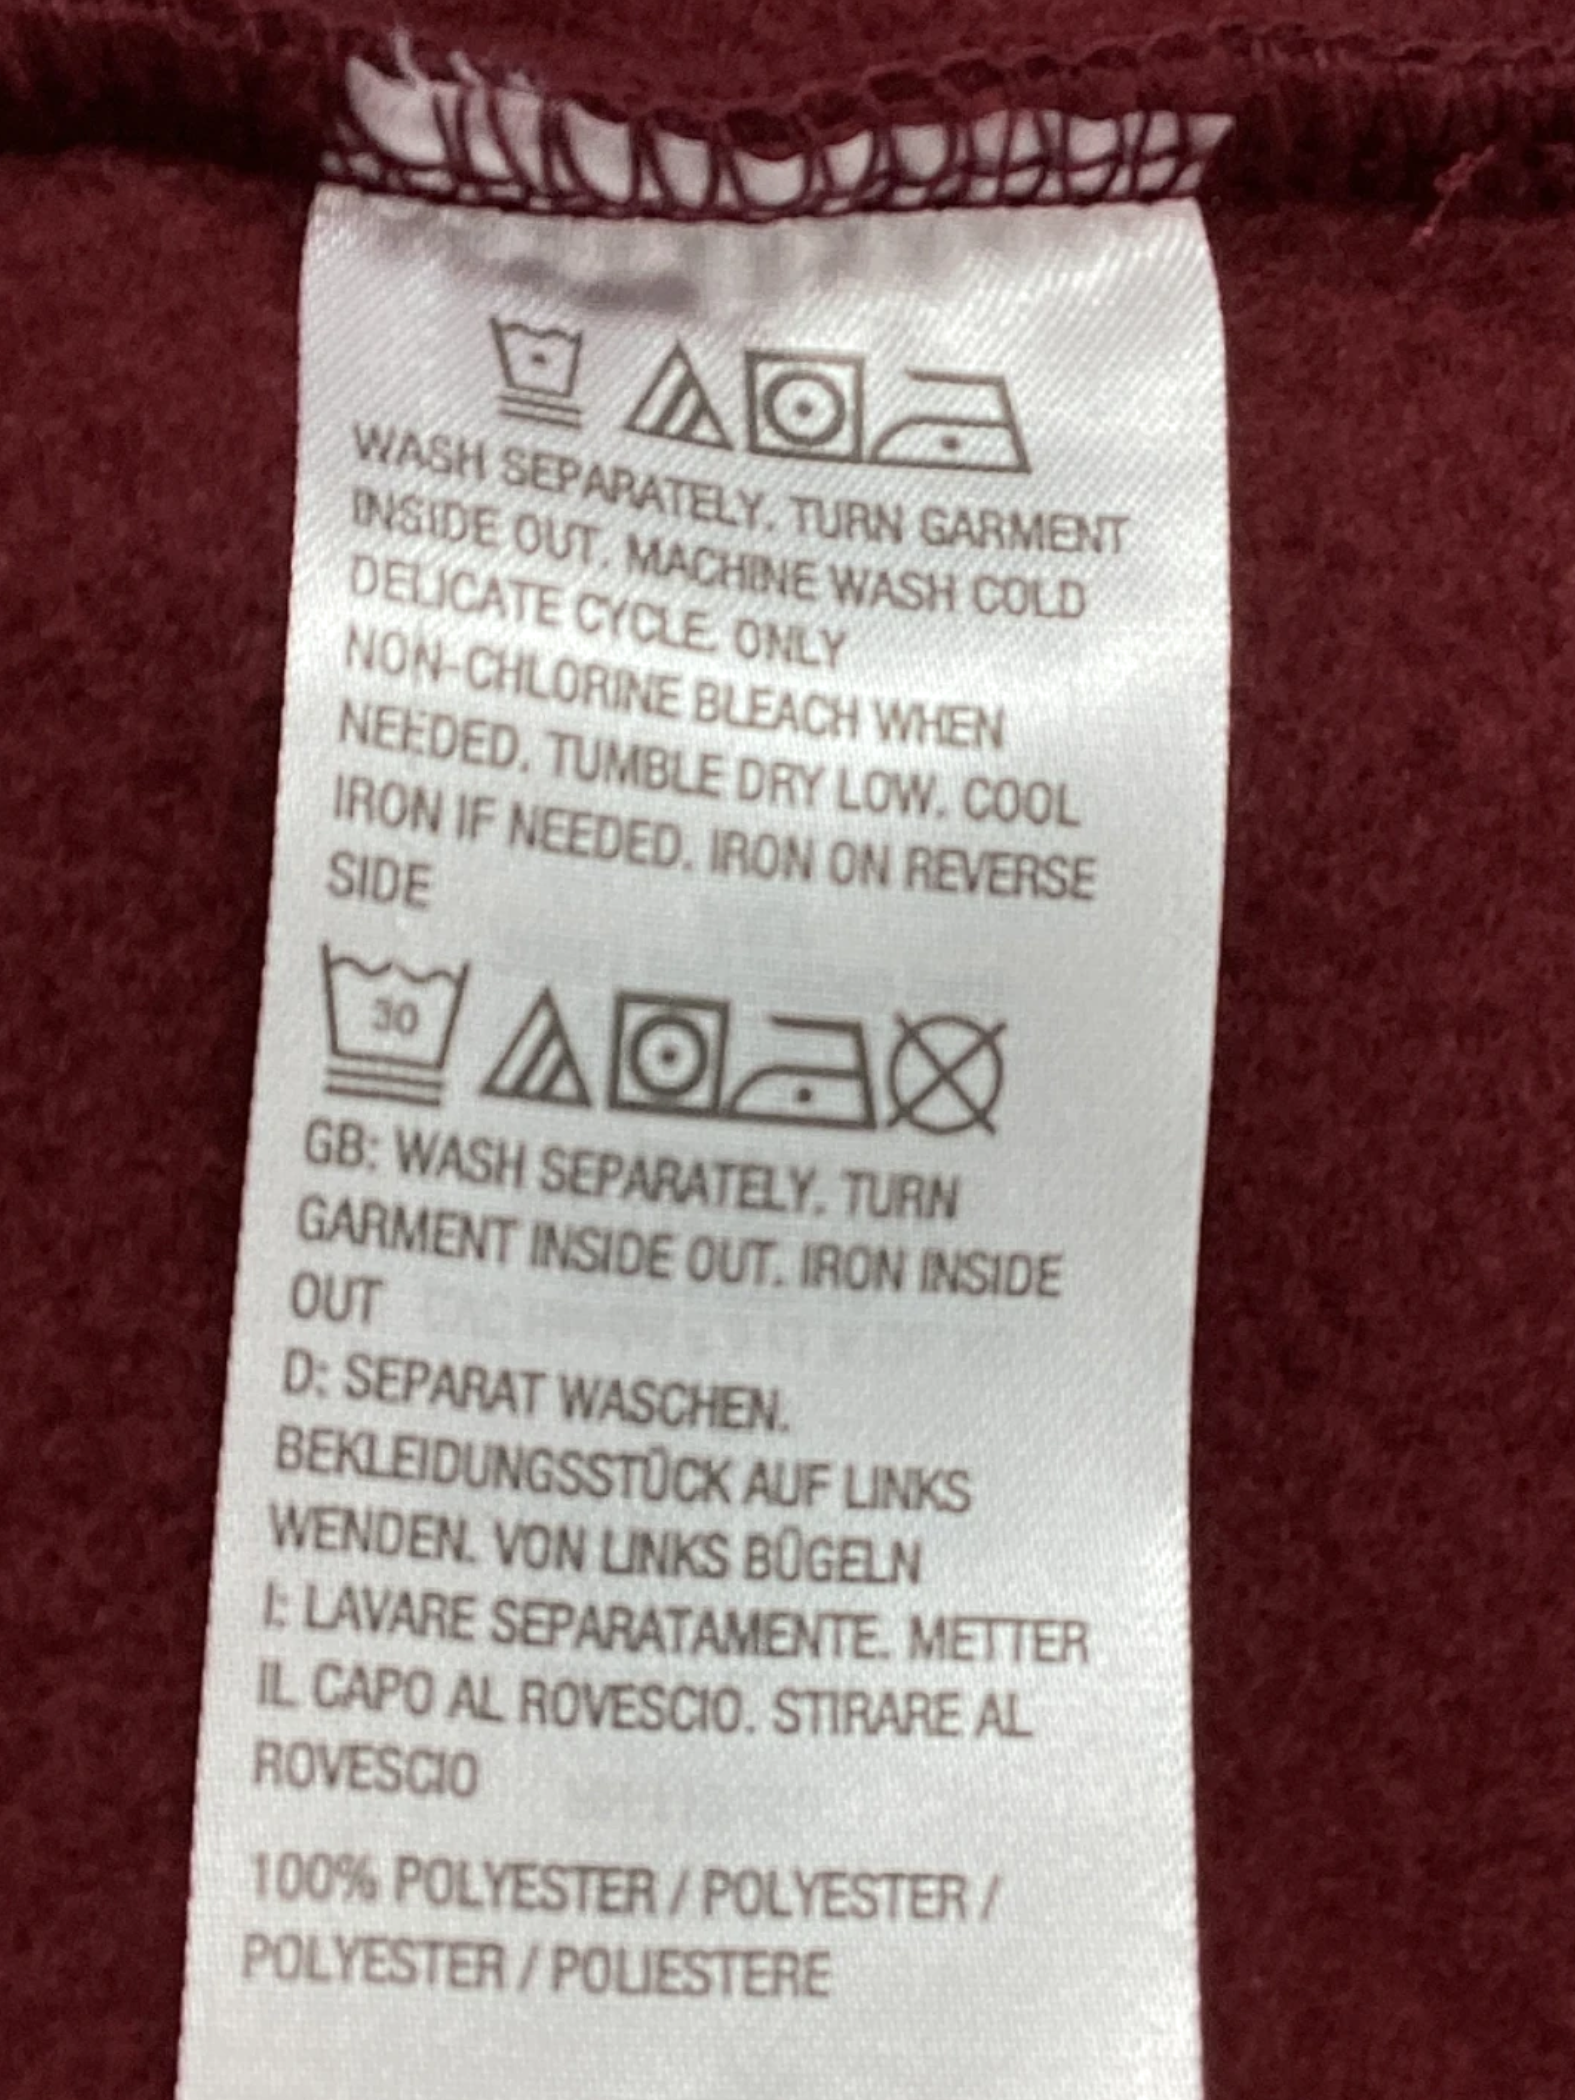 WASH SEPARATELY. TURN GARMENT
INSIDE OUT. MACHINE WASH COLD
DELICATE CYCLE. ONLY
NON-CHLORINE BLEACH WHEN
NEEDED. TUMBLE DRY LOW. COOL
IRON IF NEEDED. IRON ON REVERSE
SIDE
30
GB: WASH SEPARATELY. TURN
GARMENT INSIDE OUT. IRON INSIDE
OUT
D: SEPARAT WASCHEN.
BEKLEIDUNGSSTÜCK AUF LINKS
WENDEN. VON LINKS BÜGELN
I: LAVARE SEPARATAMENTE. METTER
IL CAPO AL ROVESCIO. STIRARE AL
ROVESCIO
100% POLYESTER / POLYESTER /
POLYESTER / POLIESTERE